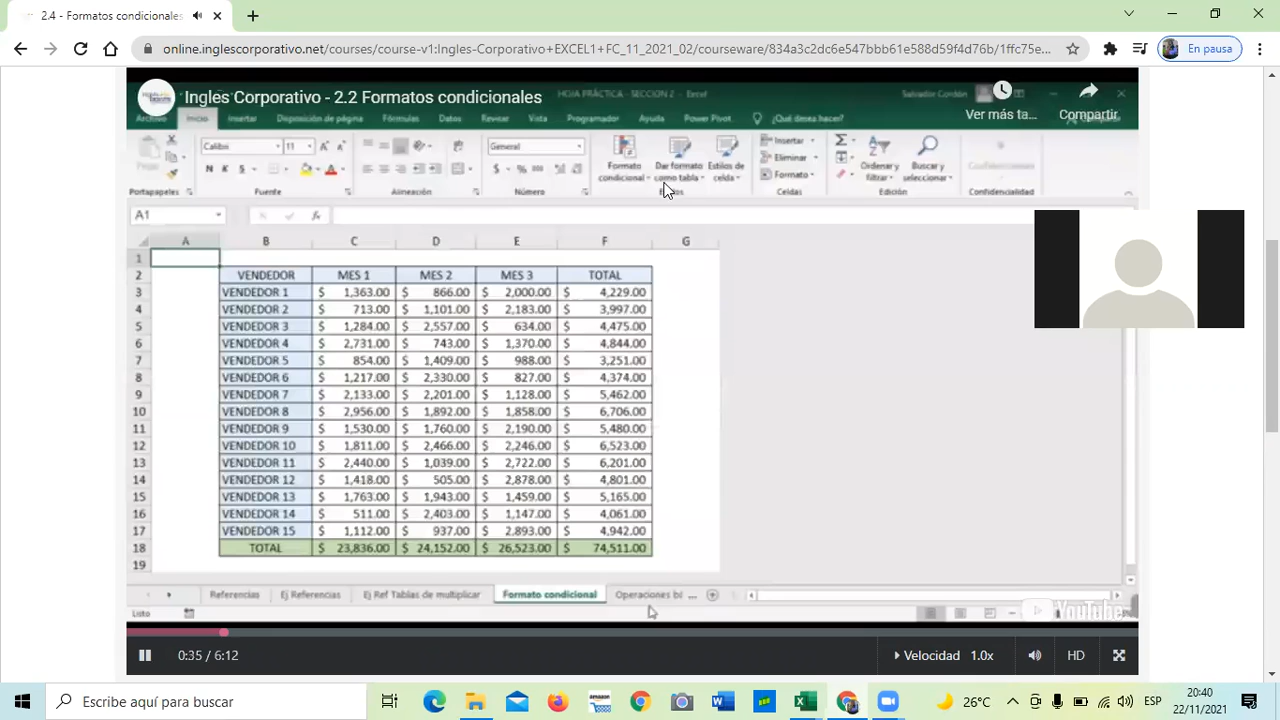 2.4 - Formatos condicionales
online.inglescorporativo.net/courses/course-v1:Ingles-Corporativo+EXCEL1+FC_11_2021_02/courseware/834a3c2dc6e547bbb61e588d59f4d76b/1ffc75e...
En pausa
Ingles Corporativo - 2.2 Formatos condicionales
HOJA PRÁCTICA - SECCION 2 - Excel
Salvador Cordón
Más ta...
Compartir
Archivo Inicio Insertar Disposición de página Fórmulas Datos Revisar Vista Programador Ayuda Power Pivot ¿Qué desea hacer?
Pegar
Calibri 11
N K S
General
$ % 000
Formato condicional
Dar formato como tabla
Estilos de celda
Insertar
Eliminar
Formato
Ordenar y filtrar
Buscar y seleccionar
Confidencialidad
Portapapeles Fuente Alineación Número Celdas Edición Confidencialidad
A1 fx
A B C D E F G
1
2 VENDEDOR MES 1 MES 2 MES 3 TOTAL
3 VENDEDOR 1 $ 1,363.00 $ 866.00 $ 2,000.00 $ 4,229.00
4 VENDEDOR 2 $ 713.00 $ 1,101.00 $ 2,183.00 $ 3,997.00
5 VENDEDOR 3 $ 1,284.00 $ 2,557.00 $ 634.00 $ 4,475.00
6 VENDEDOR 4 $ 2,731.00 $ 743.00 $ 1,370.00 $ 4,844.00
7 VENDEDOR 5 $ 854.00 $ 1,409.00 $ 988.00 $ 3,251.00
8 VENDEDOR 6 $ 1,217.00 $ 2,330.00 $ 827.00 $ 4,374.00
9 VENDEDOR 7 $ 2,133.00 $ 2,201.00 $ 1,128.00 $ 5,462.00
10 VENDEDOR 8 $ 2,956.00 $ 1,892.00 $ 1,858.00 $ 6,706.00
11 VENDEDOR 9 $ 1,530.00 $ 1,760.00 $ 2,190.00 $ 5,480.00
12 VENDEDOR 10 $ 1,811.00 $ 2,466.00 $ 2,246.00 $ 6,523.00
13 VENDEDOR 11 $ 2,440.00 $ 1,039.00 $ 2,722.00 $ 6,201.00
14 VENDEDOR 12 $ 1,418.00 $ 505.00 $ 2,878.00 $ 4,801.00
15 VENDEDOR 13 $ 1,763.00 $ 1,943.00 $ 1,459.00 $ 5,165.00
16 VENDEDOR 14 $ 511.00 $ 2,403.00 $ 1,147.00 $ 4,061.00
17 VENDEDOR 15 $ 1,112.00 $ 937.00 $ 2,893.00 $ 4,942.00
18 TOTAL $ 23,836.00 $ 24,152.00 $ 26,523.00 $ 74,511.00
19
Referencias Ej Referencias Ej Ref Tablas de multiplicar Formato condicional Operaciones bi ...
Listo
YouTube
0:35 / 6:12
Velocidad 1.0x
HD
Escribe aquí para buscar
amazon
26°C
ESP
20:40
22/11/2021